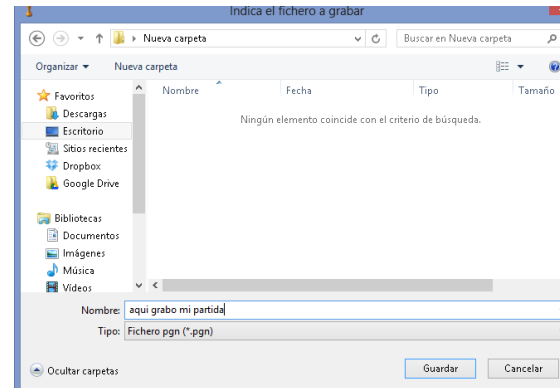 Indica el fichero a grabar
Nueva carpeta
Buscar en Nueva carpeta
Organizar
Nueva carpeta
Nombre
Fecha
Tipo
Tamaño
Ningún elemento coincide con el criterio de búsqueda.
Favoritos
Descargas
Escritorio
Sitios recientes
Dropbox
Google Drive
Bibliotecas
Documentos
Imágenes
Música
Vídeos
Nombre: aqui grabo mi partida
Tipo: Fichero pgn (*.pgn)
Ocultar carpetas
Guardar
Cancelar